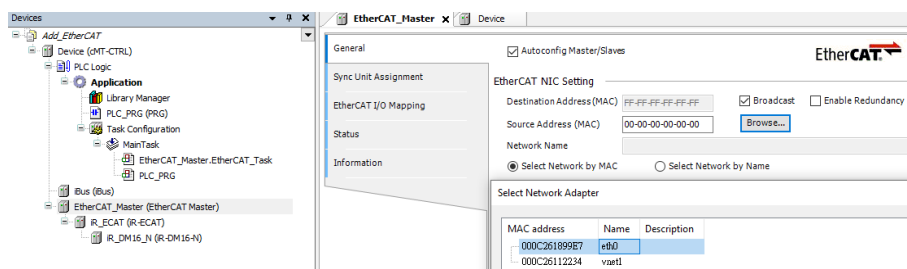 Devices
Add_EtherCAT
Device (cMT-CTRL)
PLC Logic
Application
Library Manager
PLC_PRG (PRG)
Task Configuration
MainTask
EtherCAT_Master.EtherCAT_Task
PLC_PRG
iBus (iBus)
EtherCAT_Master (EtherCAT Master)
iR_ECAT (iR-ECAT)
iR_DM16_N (iR-DM16-N)
EtherCAT_Master x Device
General
Sync Unit Assignment
EtherCAT I/O Mapping
Status
Information
Autoconfig Master/Slaves
EtherCAT.
EtherCAT NIC Setting
Destination Address (MAC) FF-FF-FF-FF-FF-FF Broadcast Enable Redundancy
Source Address (MAC) 00-00-00-00-00-00 Browse...
Network Name
Select Network by MAC Select Network by Name
Select Network Adapter
MAC address Name Description
000C261899E7 eth0
000C26112234 vnet1